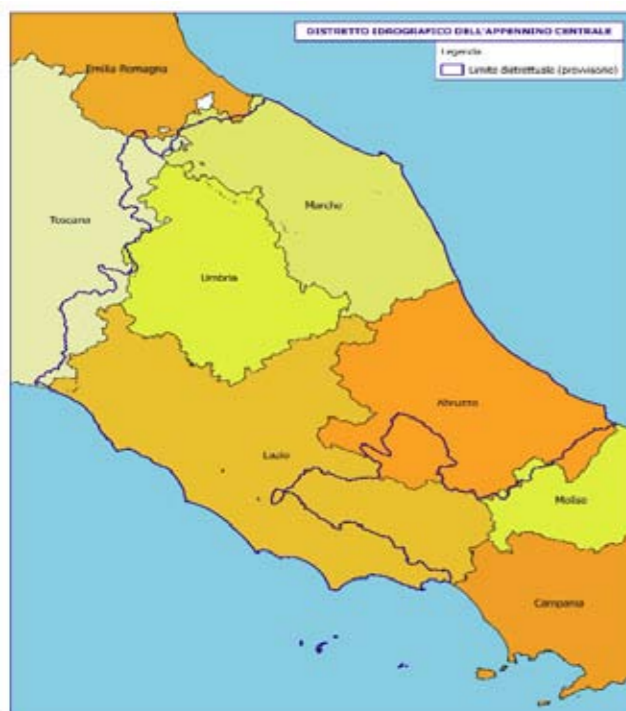 DISTRETTO IDROGRAFICO DELL'APPENNINO CENTRALE
Legenda
Limite distrettuale (provvisorio)
Emilia Romagna
Marche
Toscana
Umbria
Abruzzo
Lazio
Molise
Campania